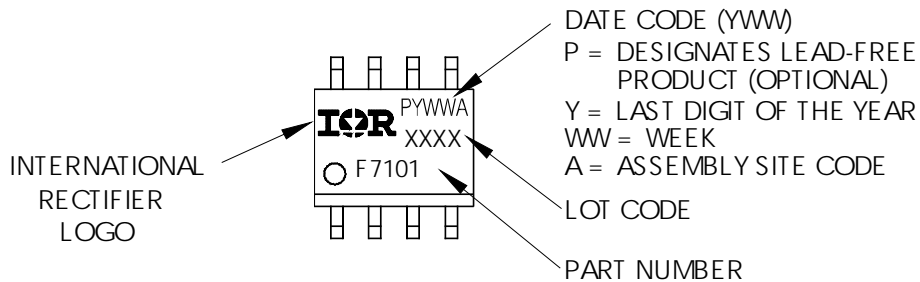 DATE CODE (YWW)
P = DESIGNATES LEAD-FREE
PRODUCT (OPTIONAL)
Y = LAST DIGIT OF THE YEAR
WW = WEEK
A = ASSEMBLY SITE CODE
LOT CODE
PART NUMBER
INTERNATIONAL
RECTIFIER
LOGO
IOR
PYWWA
XXXX
F7101